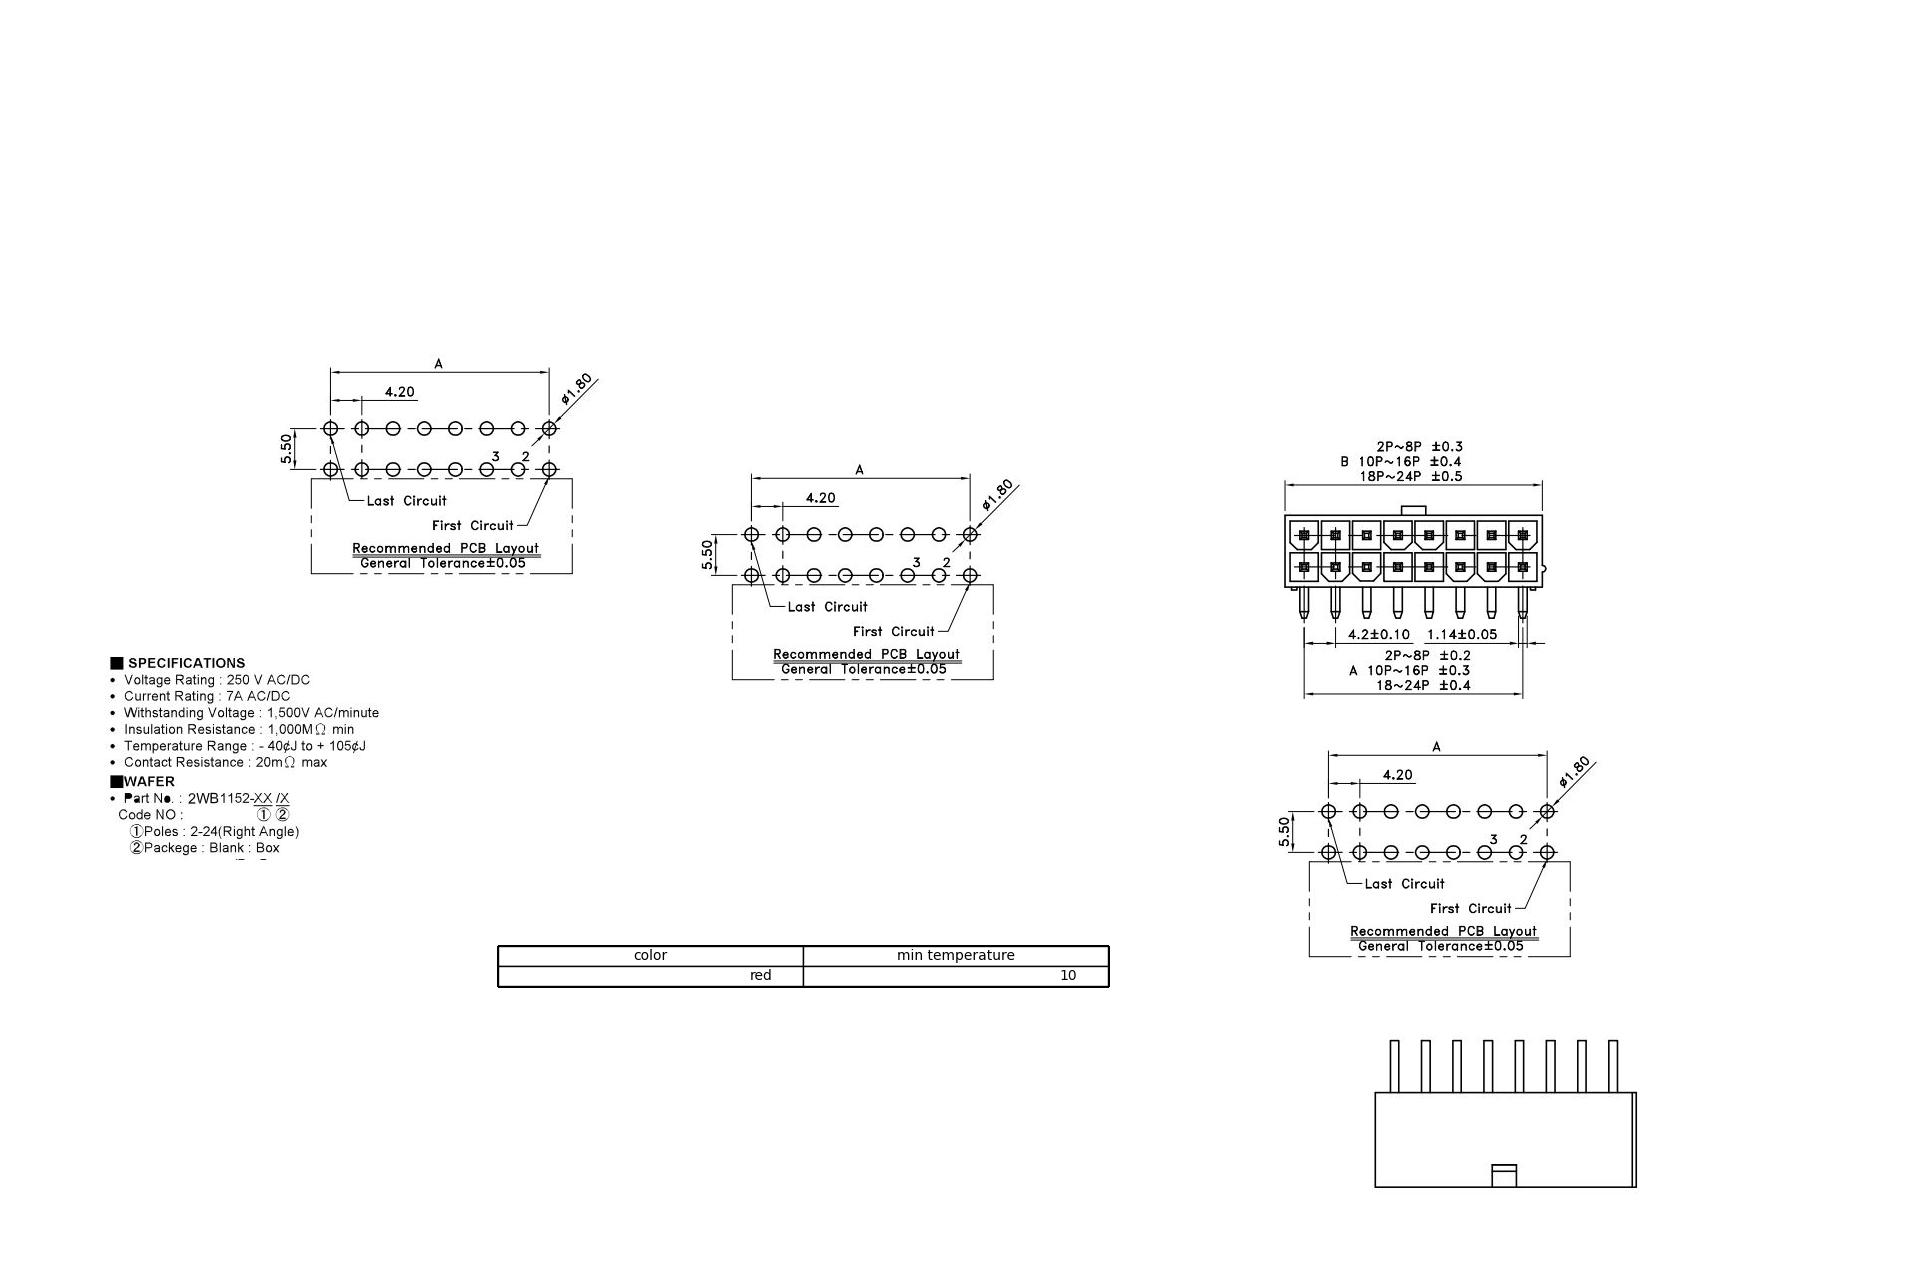 A
4.20
ø1.80
5.50
3 2
Last Circuit
First Circuit
Recommended PCB Layout
General Tolerance±0.05
A
4.20
ø1.80
5.50
3 2
Last Circuit
First Circuit
Recommended PCB Layout
General Tolerance±0.05
2P~8P ±0.3
B 10P~16P ±0.4
18P~24P ±0.5
4.2±0.10 1.14±0.05
2P~8P ±0.2
A 10P~16P ±0.3
18~24P ±0.4
■ SPECIFICATIONS
• Voltage Rating : 250 V AC/DC
• Current Rating : 7A AC/DC
• Withstanding Voltage : 1,500V AC/minute
• Insulation Resistance : 1,000MΩ min
• Temperature Range : - 40¢J to + 105¢J
• Contact Resistance : 20mΩ max
■WAFER
• Part No. : 2WB1152-XX /X
Code NO : ① ②
①Poles : 2-24(Right Angle)
②Packege : Blank : Box
A
4.20
ø1.80
5.50
3 2
Last Circuit
First Circuit
Recommended PCB Layout
General Tolerance±0.05
color min temperature
red 10